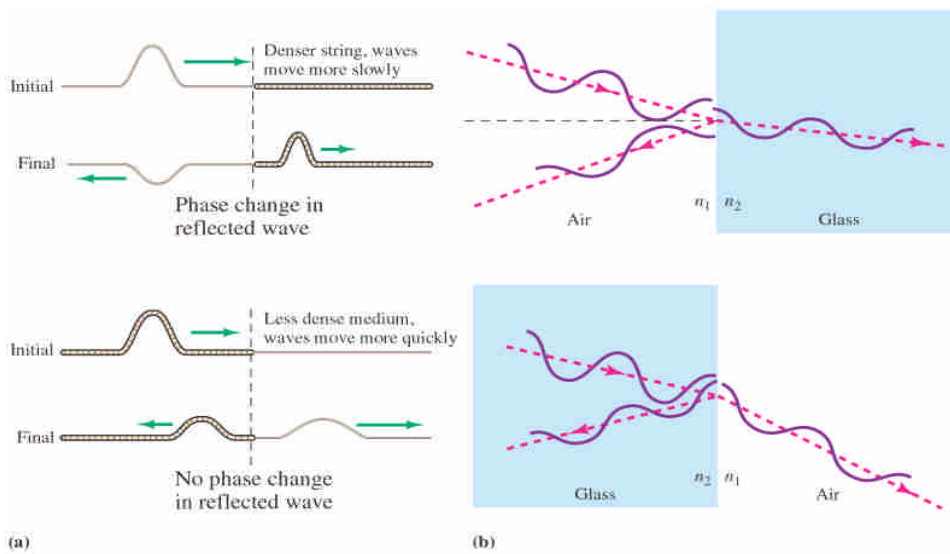 Denser string, waves
move more slowly
Initial
Final
Phase change in
reflected wave
Less dense medium,
waves move more quickly
Initial
Final
No phase change
in reflected wave
(a)
n₁ n₂
Air
Glass
n₂ n₁
Glass
Air
(b)